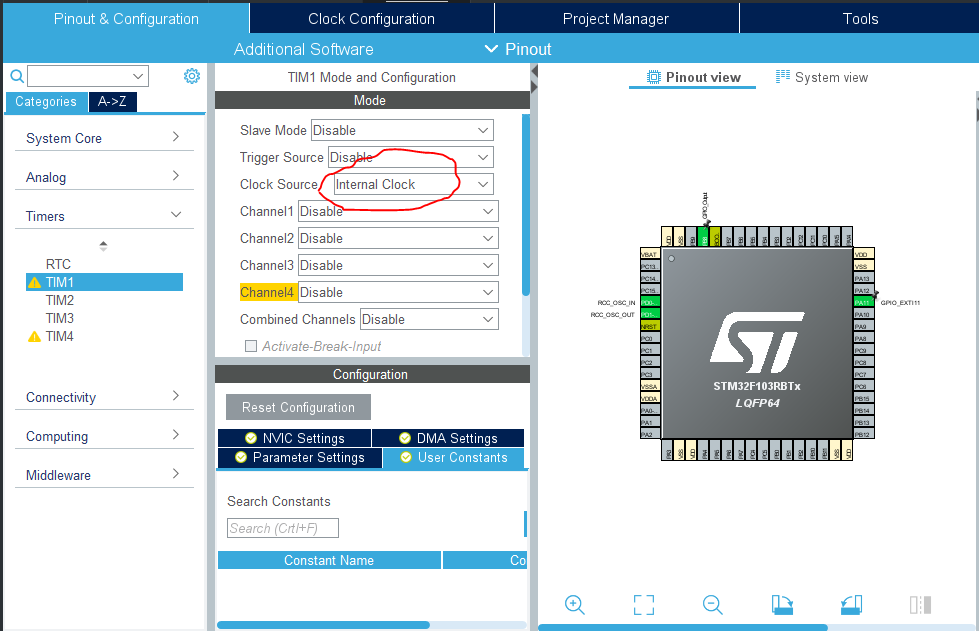 Pinout & Configuration
Clock Configuration
Project Manager
Tools
Additional Software
Pinout
Categories
A->Z
System Core
Analog
Timers
RTC
TIM1
TIM2
TIM3
TIM4
Connectivity
Computing
Middleware
TIM1 Mode and Configuration
Mode
Slave Mode Disable
Trigger Source Disable
Clock Source Internal Clock
Channel1 Disable
Channel2 Disable
Channel3 Disable
Channel4 Disable
Combined Channels Disable
Activate-Break-Input
Configuration
Reset Configuration
NVIC Settings
DMA Settings
Parameter Settings
User Constants
Search Constants
Search (Crtl+F)
Constant Name
Co
Pinout view
System view
GPIO_Output
VBAT
PC13..
PC14..
PC15..
RCC_OSC_IN PD0-..
RCC_OSC_OUT PD1-..
NRST
PC0
PC1
PC2
PC3
VSSA
VDDA
PA0-..
PA1
PA2
STM32F103RBTx
LQFP64
VDD
VSS
PA13
PA12
PA11 GPIO_EXTI11
PA10
PA9
PA8
PC9
PC8
PC7
PC6
PB15
PB14
PB13
PB12